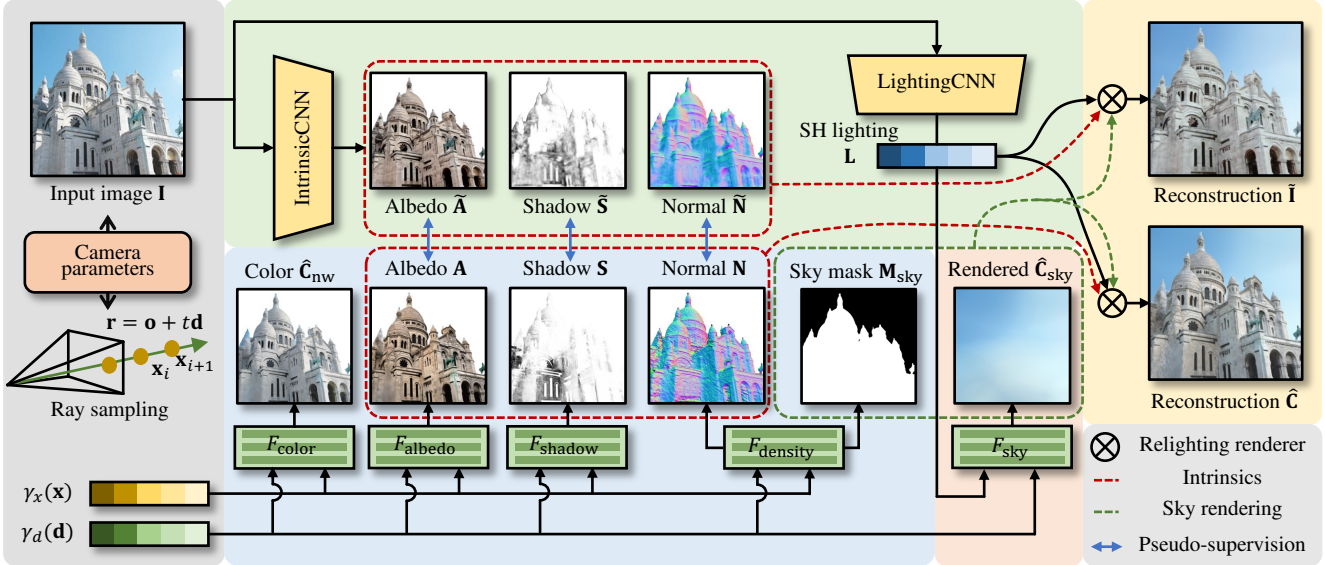 Input image I
Camera
parameters
r = o + td
x_i
x_{i+1}
Ray sampling
γ_x(x)
γ_d(d)
IntrinsicCNN
Albedo Ã
Shadow S̃
Normal Ñ
LightingCNN
SH lighting
L
Color Ĉ_nw
Albedo A
Shadow S
Normal N
Sky mask M_sky
Rendered Ĉ_sky
F_color
F_albedo
F_shadow
F_density
F_sky
Reconstruction Ĩ
Reconstruction Ĉ
Relighting renderer
Intrinsics
Sky rendering
Pseudo-supervision